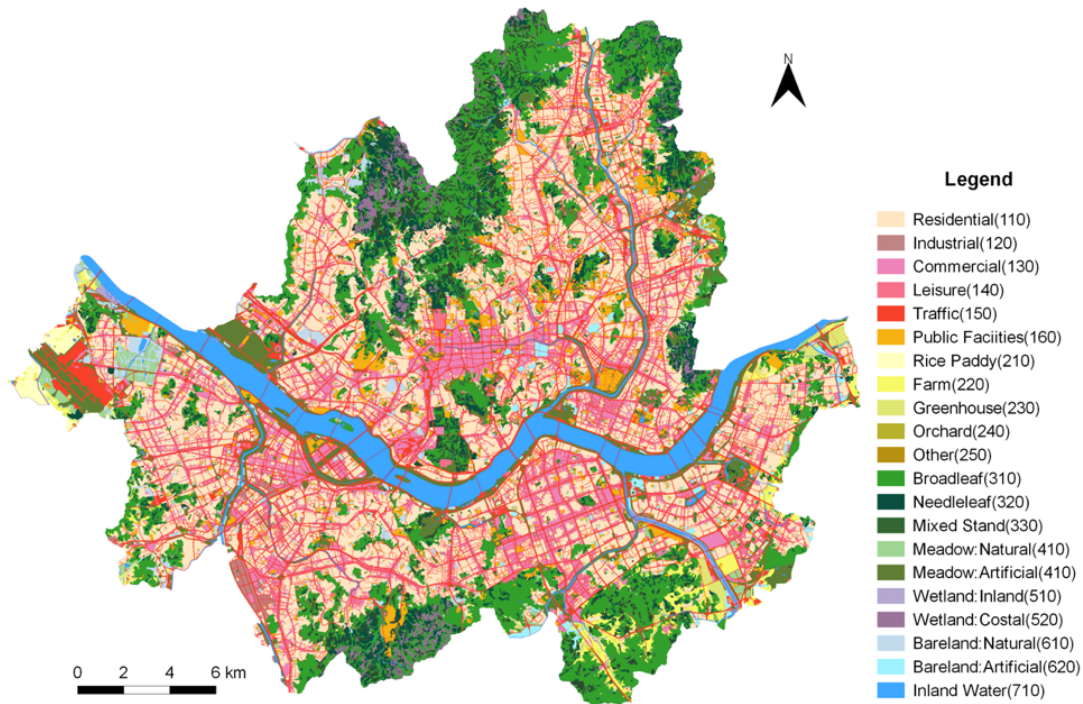 N
Legend
Residential(110)
Industrial(120)
Commercial(130)
Leisure(140)
Traffic(150)
Public Faciities(160)
Rice Paddy(210)
Farm(220)
Greenhouse(230)
Orchard(240)
Other(250)
Broadleaf(310)
Needleleaf(320)
Mixed Stand(330)
Meadow:Natural(410)
Meadow:Artificial(410)
Wetland:Inland(510)
Wetland:Costal(520)
Bareland:Natural(610)
Bareland:Artificial(620)
Inland Water(710)
0 2 4 6 km